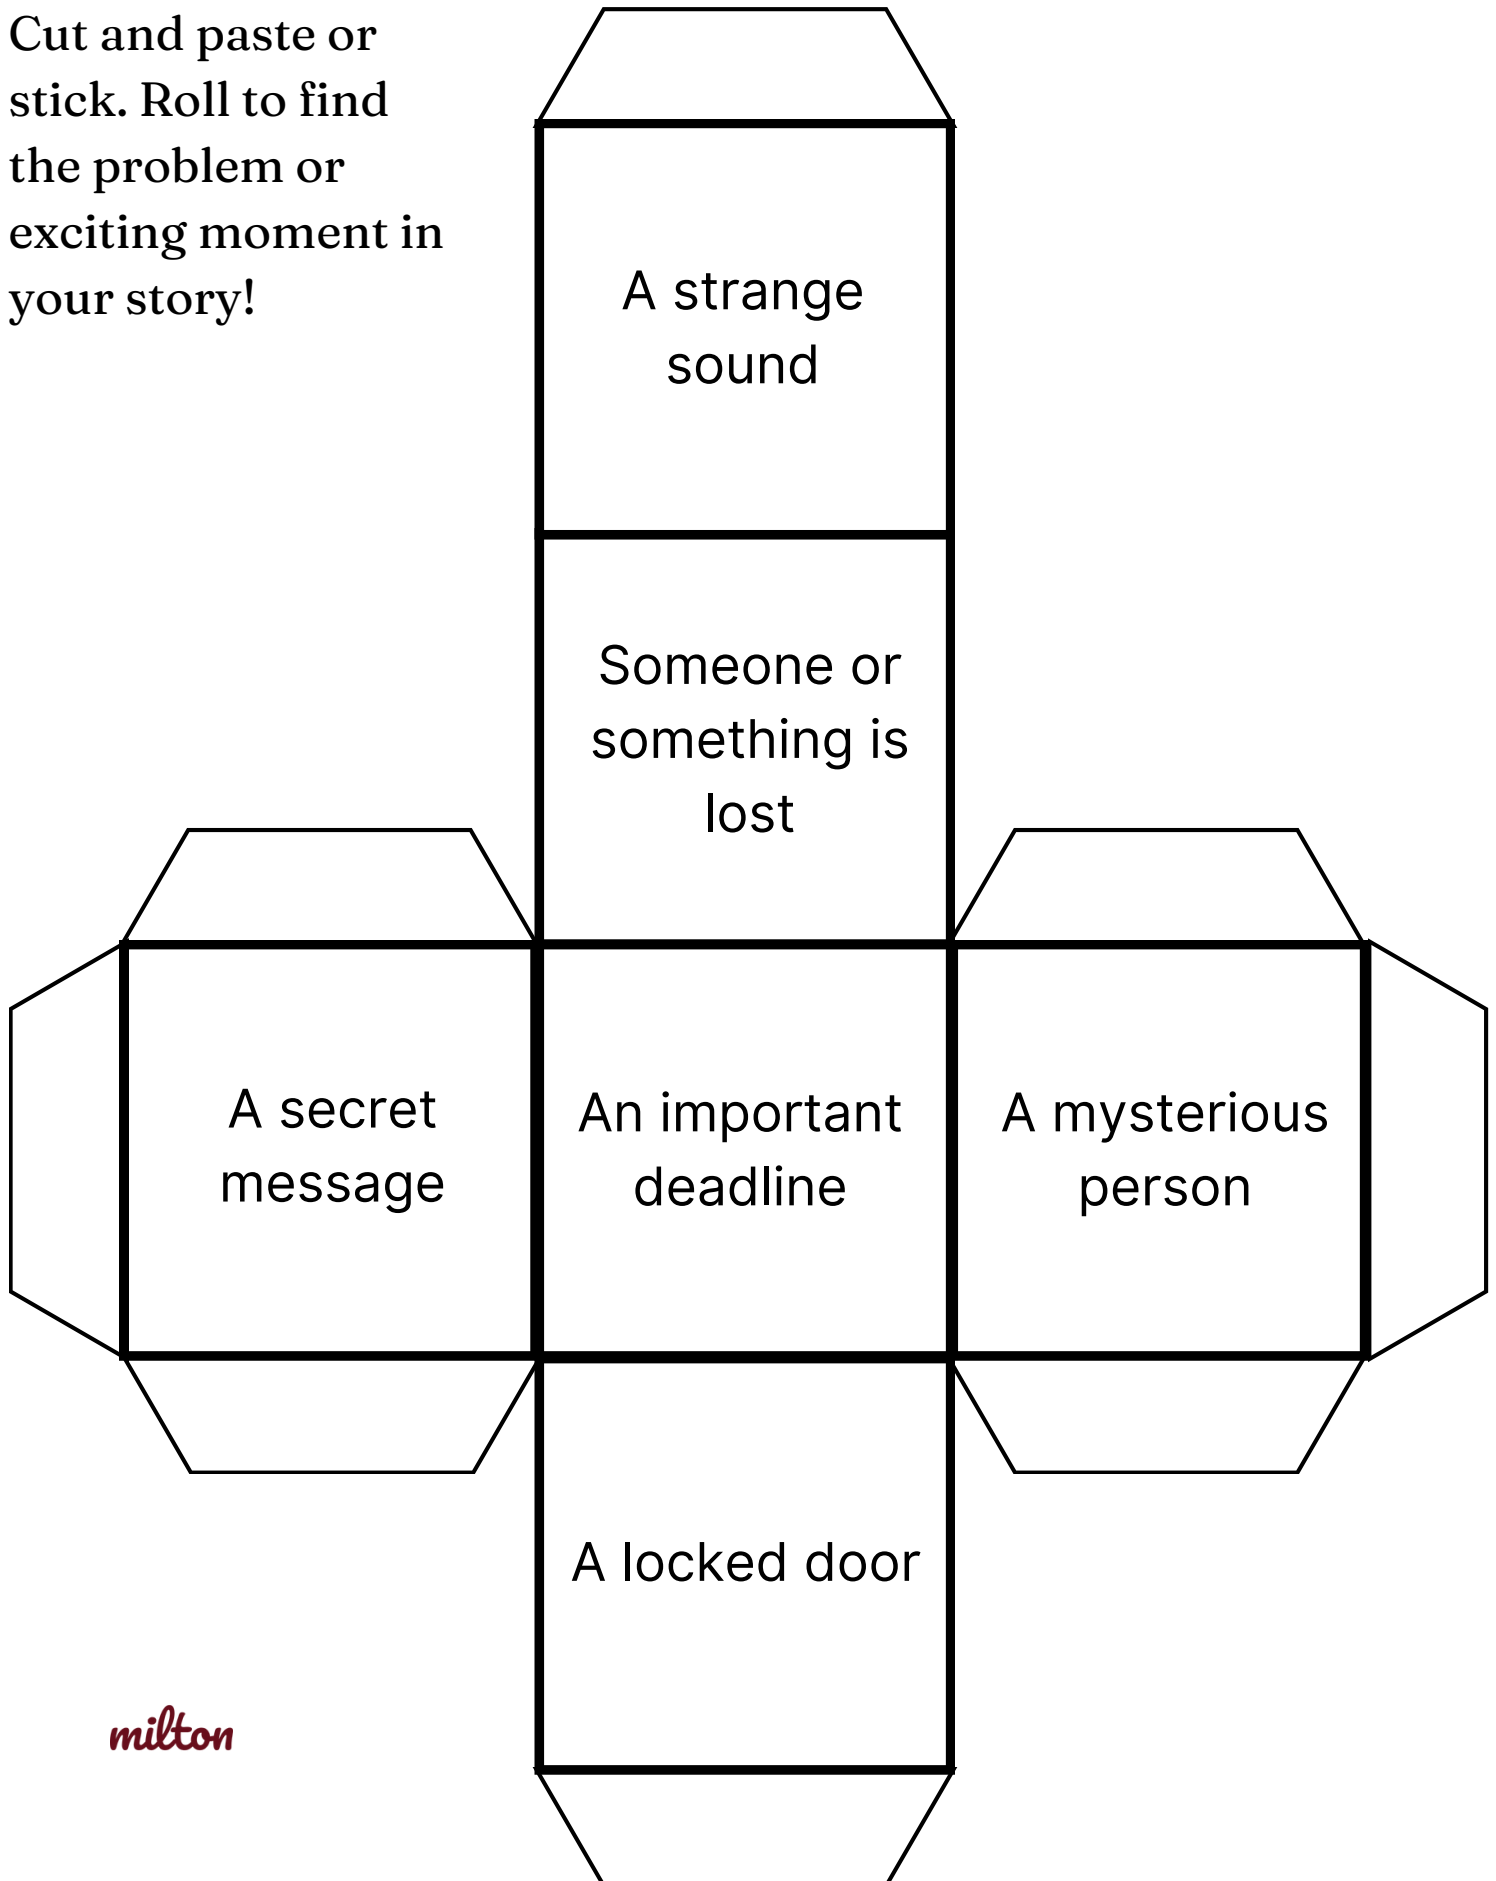 Cut and paste or
stick. Roll to find
the problem or
exciting moment in
your story!
A strange
sound
Someone or
something is
lost
A secret
message
An important
deadline
A mysterious
person
A locked door
milton